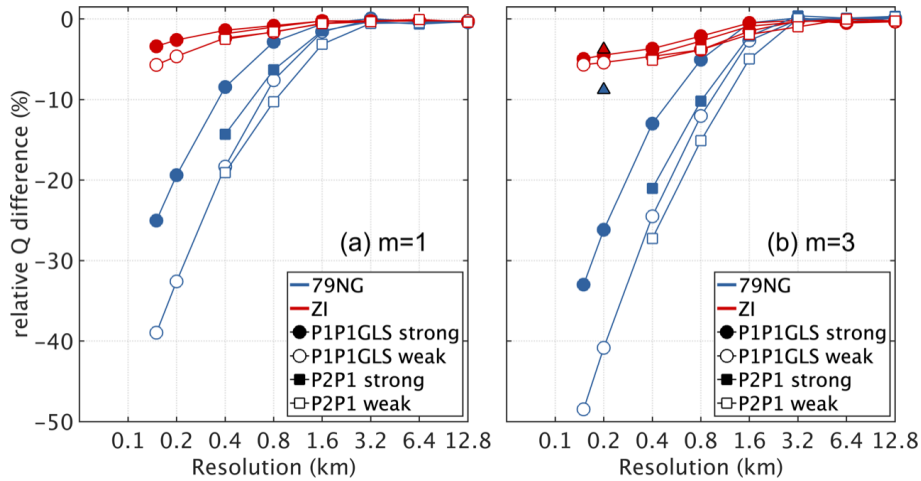 relative Q difference (%)
0
-10
-20
-30
-40
-50
(a) m=1
79NG
ZI
P1P1GLS strong
P1P1GLS weak
P2P1 strong
P2P1 weak
0.1 0.2 0.4 0.8 1.6 3.2 6.4 12.8
Resolution (km)
(b) m=3
79NG
ZI
P1P1GLS strong
P1P1GLS weak
P2P1 strong
P2P1 weak
0.1 0.2 0.4 0.8 1.6 3.2 6.4 12.8
Resolution (km)